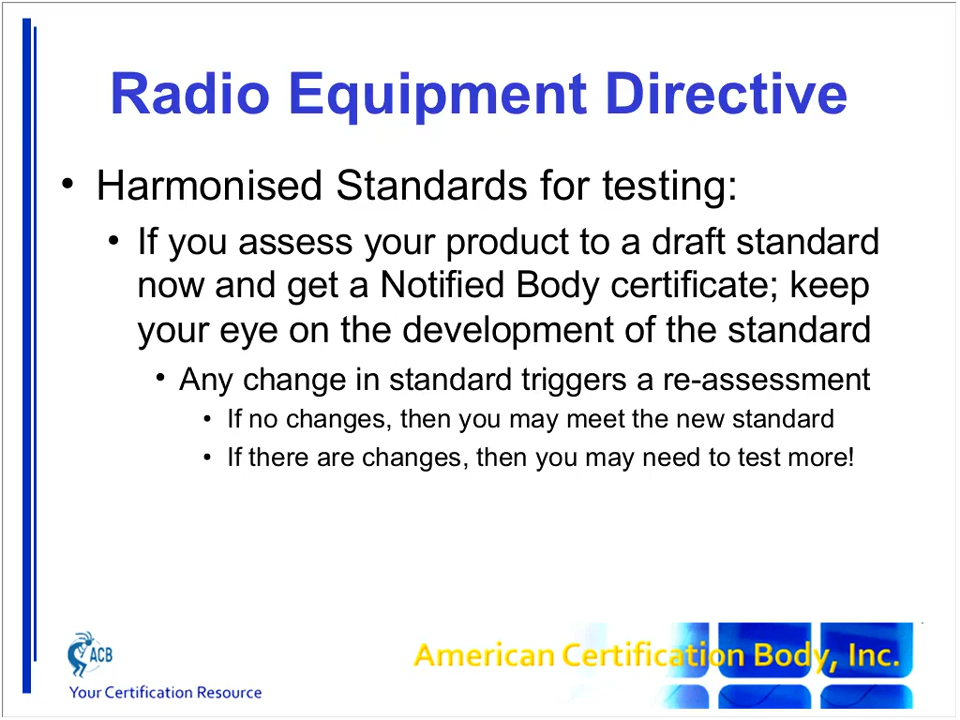 Radio Equipment Directive
• Harmonised Standards for testing:
• If you assess your product to a draft standard
now and get a Notified Body certificate; keep
your eye on the development of the standard
• Any change in standard triggers a re-assessment
• If no changes, then you may meet the new standard
• If there are changes, then you may need to test more!
ACB
American Certification Body, Inc.
Your Certification Resource